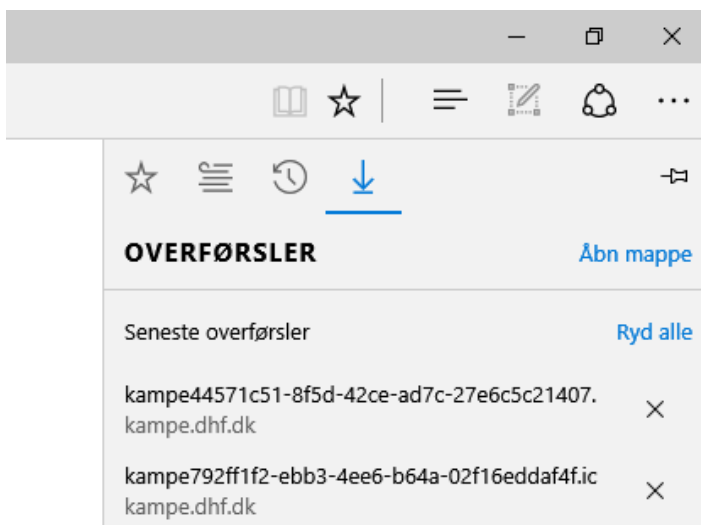 OVERFØRSLER
Åbn mappe
Seneste overførsler
Ryd alle
kampe44571c51-8f5d-42ce-ad7c-27e6c5c21407.
kampe.dhf.dk
kampe792ff1f2-ebb3-4ee6-b64a-02f16eddaf4f.ic
kampe.dhf.dk